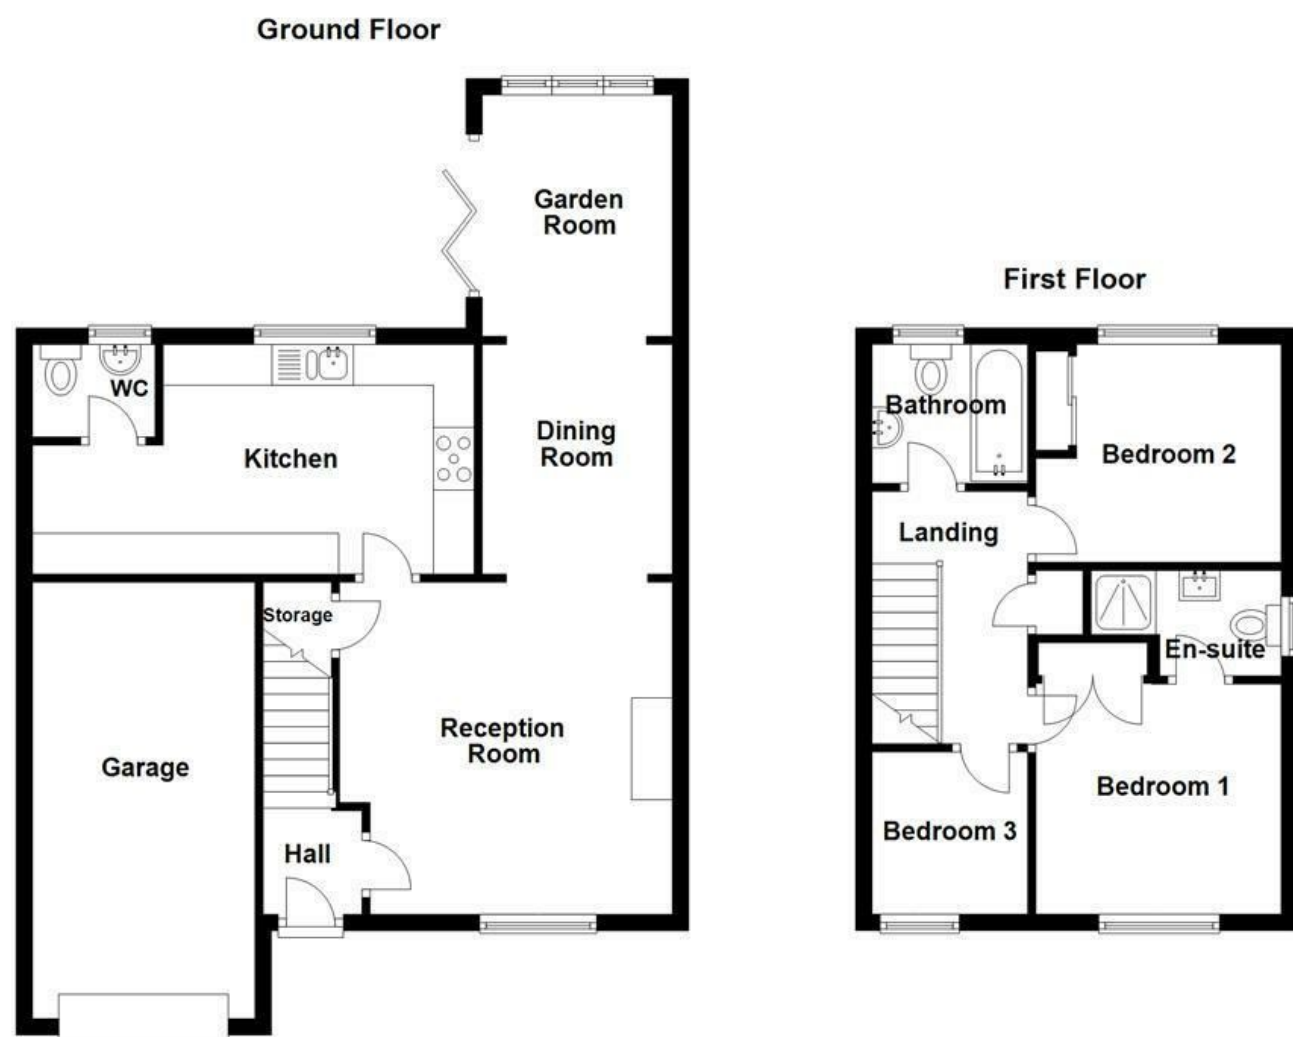 Ground Floor
Garden
Room
WC
Kitchen
Dining
Room
Storage
Reception
Room
Garage
Hall
First Floor
Bathroom
Bedroom 2
Landing
En-suite
Bedroom 1
Bedroom 3